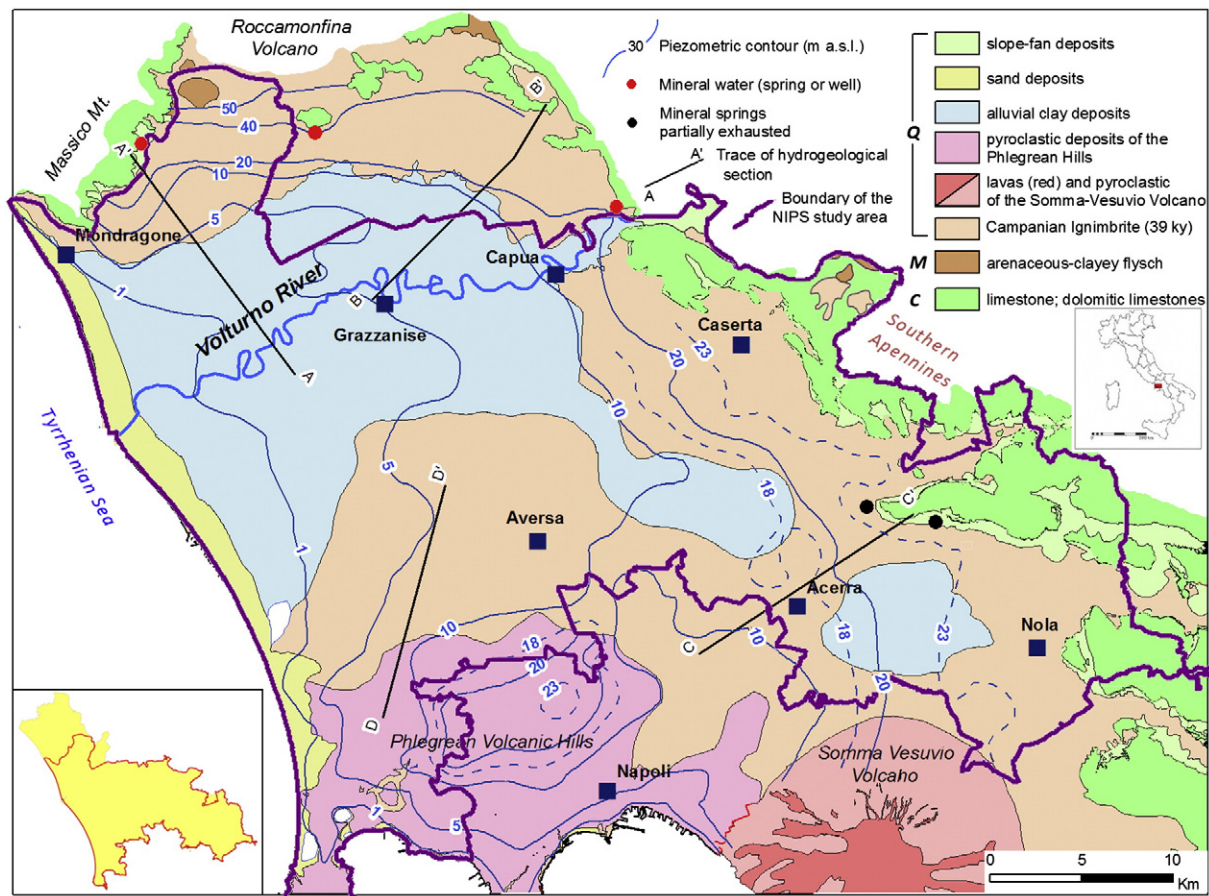 Roccamonfina
Volcano
Massico Mt.
50
40
20
10
5
A'
B'
30 Piezometric contour (m a.s.l.)
Mineral water (spring or well)
Mineral springs
partially exhausted
A'
A
Trace of hydrogeological
section
Boundary of the
NIPS study area
Q
slope-fan deposits
sand deposits
alluvial clay deposits
pyroclastic deposits of the
Phlegrean Hills
lavas (red) and pyroclastic
of the Somma-Vesuvio Volcano
Campanian Ignimbrite (39 ky)
M arenaceous-clayey flysch
C limestone; dolomitic limestones
Mondragone
1
Volturno River
B
Grazzanise
Capua
A
Caserta
20
23
Southern
Apennines
Tyrrhenian Sea
10
5
D'
18
Aversa
C'
1
Acerra
Nola
10
18
20
23
C
10
18
23
20
D
Phlegrean Volcanic Hills
Somma Vesuvio
Volcano
Napoli
1
5
0 5 10
Km